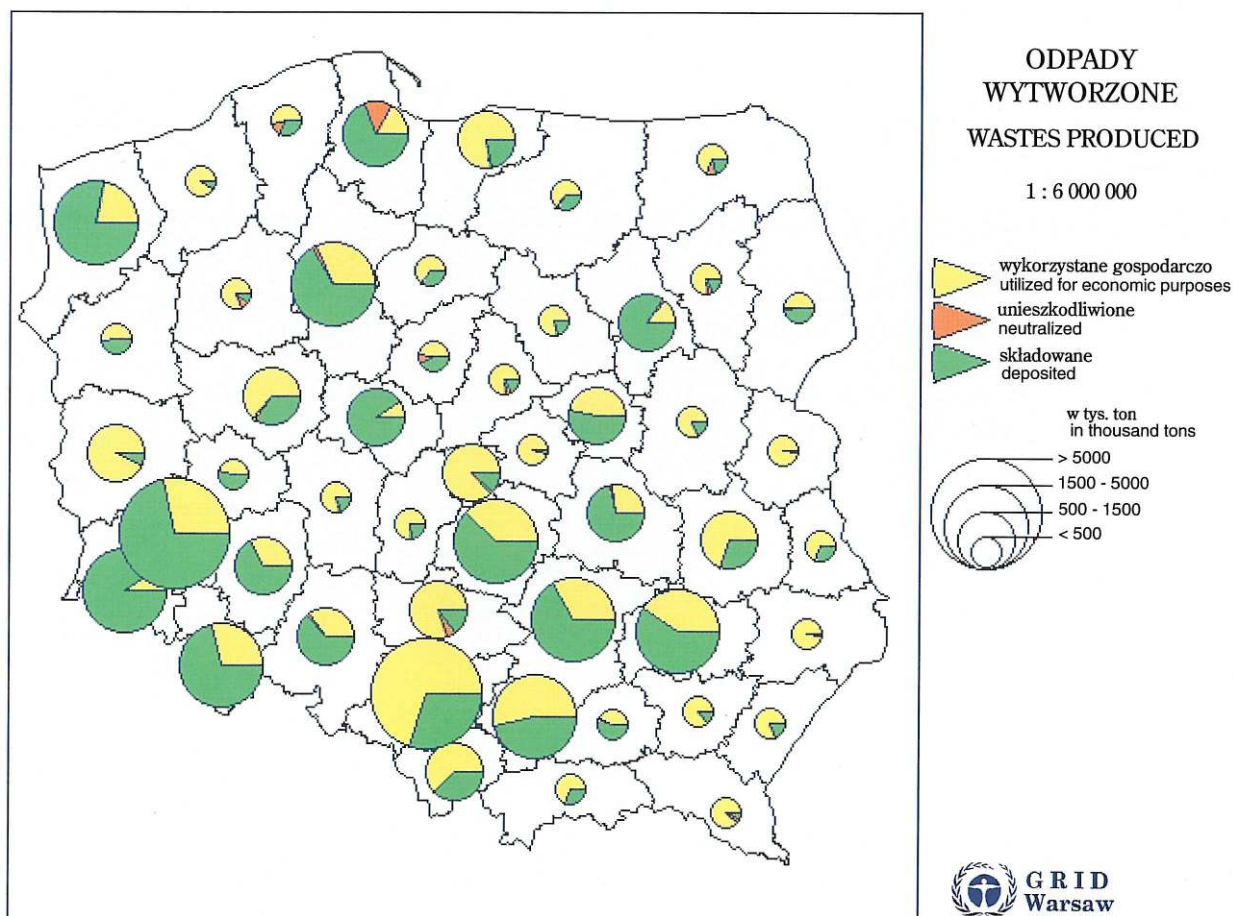 ODPADY
WYTWORZONE
WASTES PRODUCED
1 : 6 000 000
wykorzystane gospodarczo
utilized for economic purposes
unieszkodliwione
neutralized
składowane
deposited
w tys. ton
in thousand tons
> 5000
1500 - 5000
500 - 1500
< 500
GRID
Warsaw